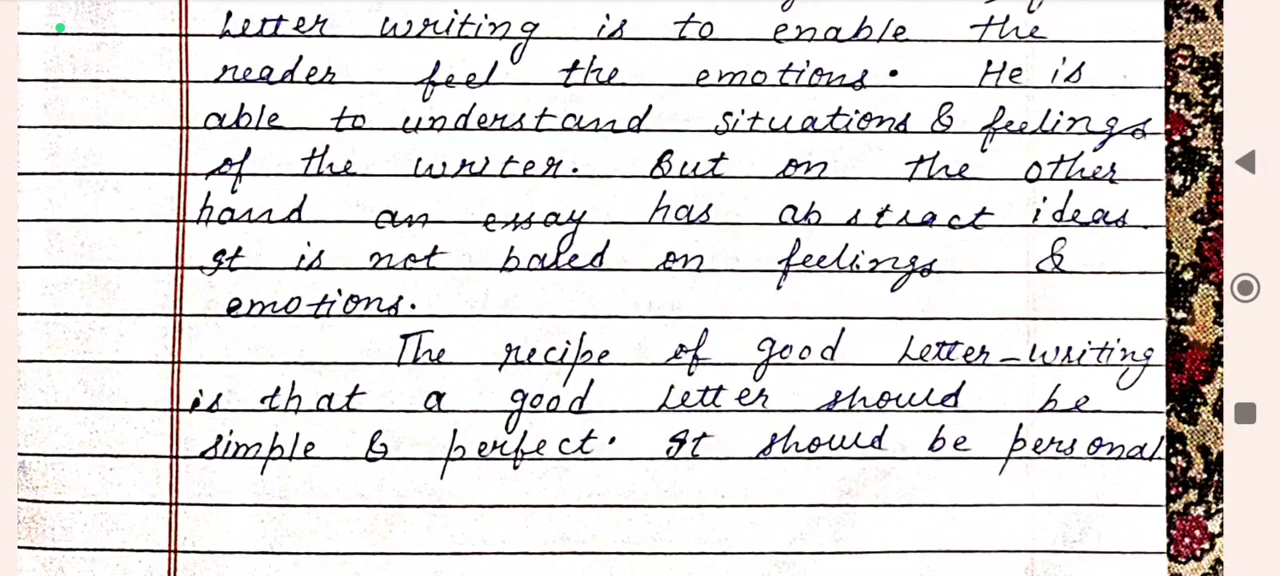 Letter writing is to enable the
reader feel the emotions. He is
able to understand situations & feelings
of the writer. But on the other
hand an essay has abstract ideas.
It is not based on feelings &
emotions.
The recipe of good Letter-writing
is that a good Letter should be
simple & perfect. It should be personal